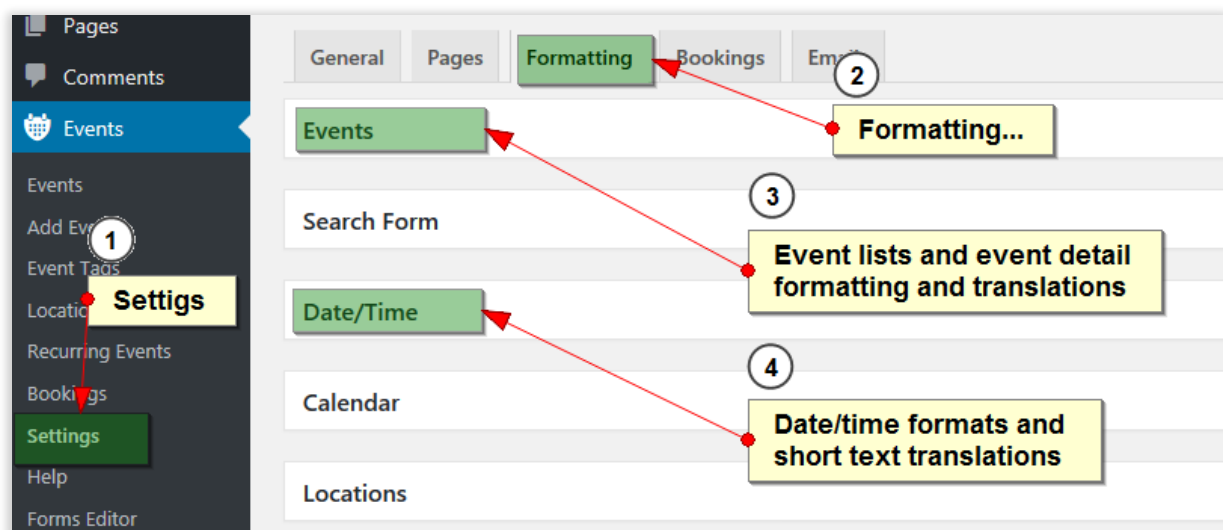 Pages
Comments
Events
Events
Add Eve
1
Event Tags
Locatio
Settigs
Recurring Events
Bookings
Settings
Help
Forms Editor
General
Pages
Formatting
Bookings
Em
2
Formatting...
Events
3
Search Form
Event lists and event detail
formatting and translations
Date/Time
4
Calendar
Date/time formats and
short text translations
Locations